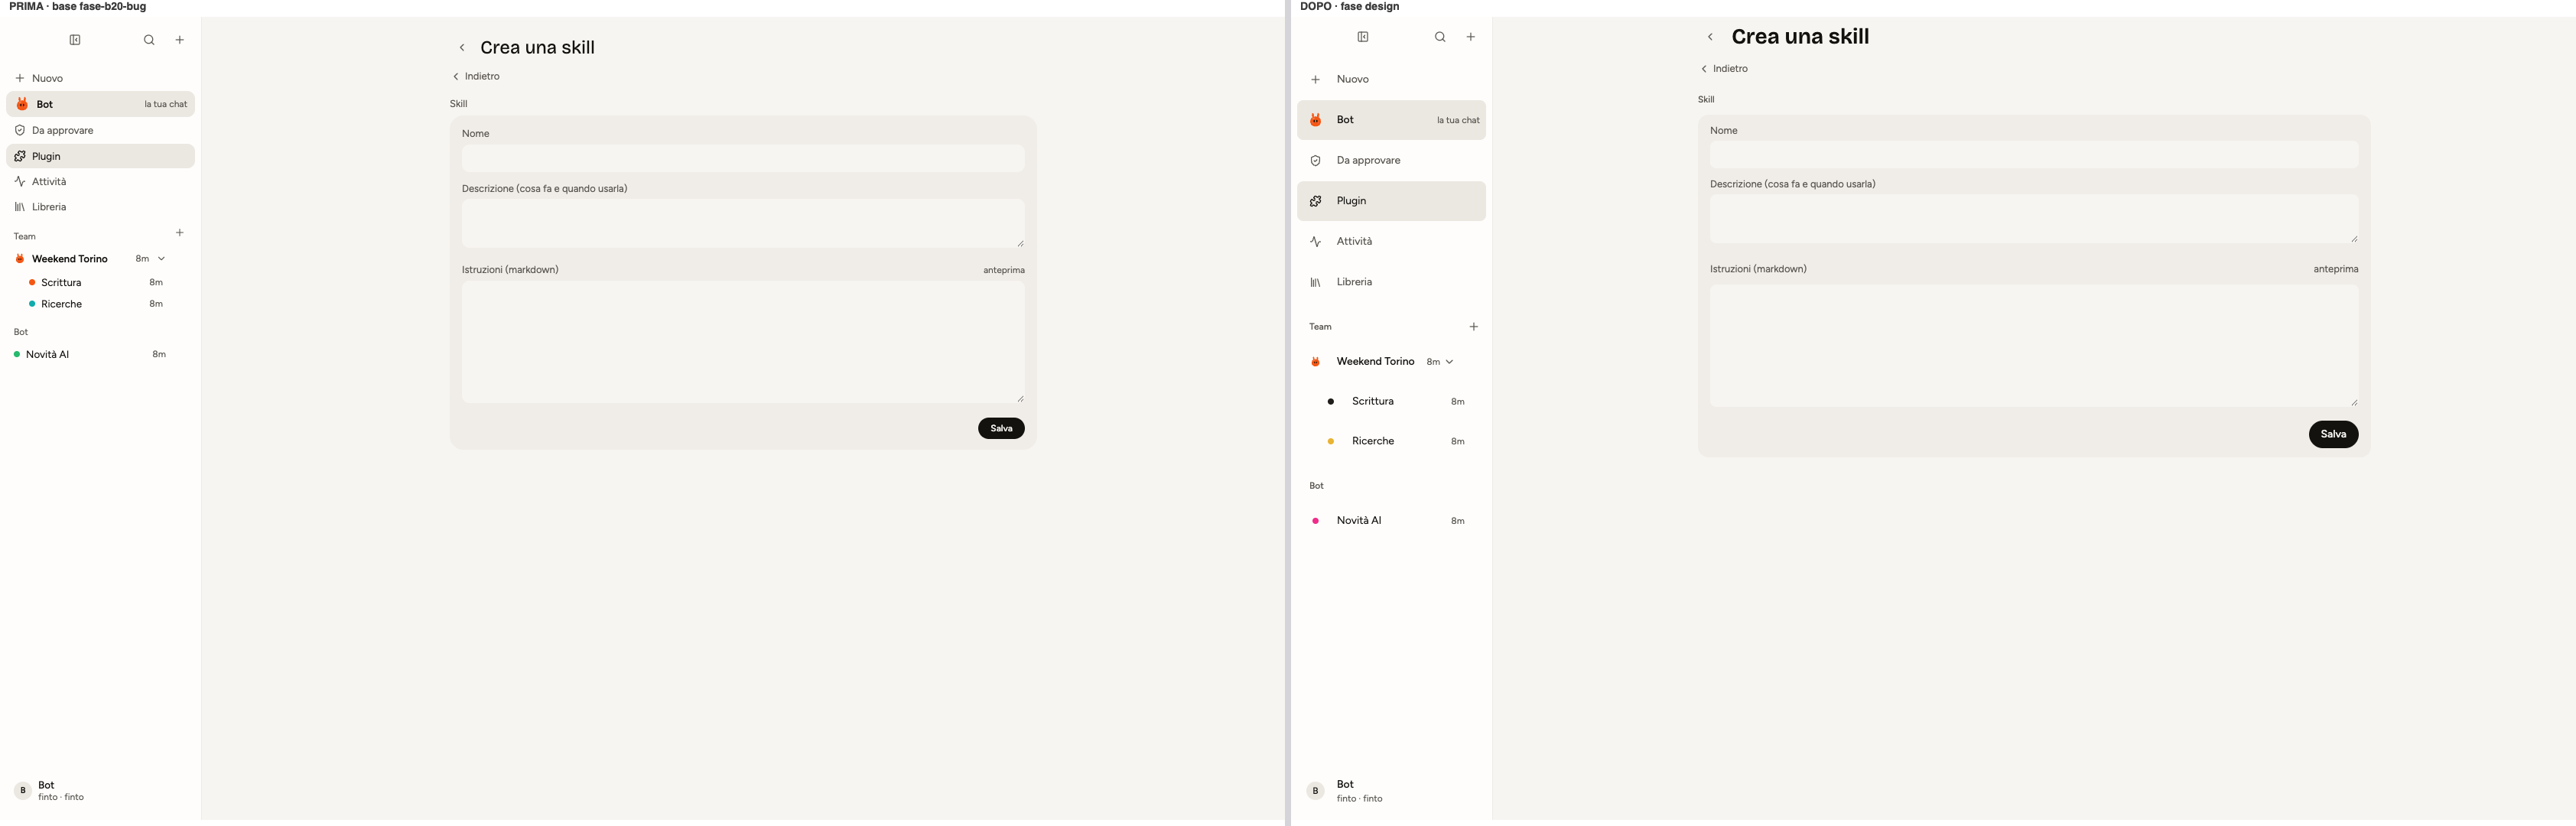 PRIMA · base fase-b20-bug
Crea una skill
Indietro
Nuovo
Bot la tua chat
Da approvare
Plugin
Attività
Libreria
Team
Weekend Torino 8m
Scrittura 8m
Ricerche 8m
Bot
Novità AI 8m
B
Bot
finto · finto
Skill
Nome
Descrizione (cosa fa e quando usarla)
Istruzioni (markdown) anteprima
Salva
DOPO · fase design
Crea una skill
Indietro
Nuovo
Bot la tua chat
Da approvare
Plugin
Attività
Libreria
Team
Weekend Torino 8m
Scrittura 8m
Ricerche 8m
Bot
Novità AI 8m
B
Bot
finto · finto
Skill
Nome
Descrizione (cosa fa e quando usarla)
Istruzioni (markdown) anteprima
Salva